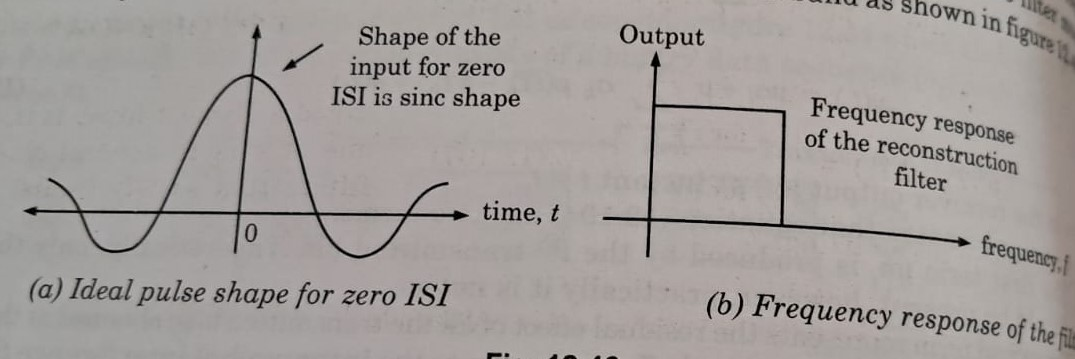 as shown in figure
Shape of the
input for zero
ISI is sinc shape
0
time, t
(a) Ideal pulse shape for zero ISI
Output
Frequency response
of the reconstruction
filter
frequency, f
(b) Frequency response of the